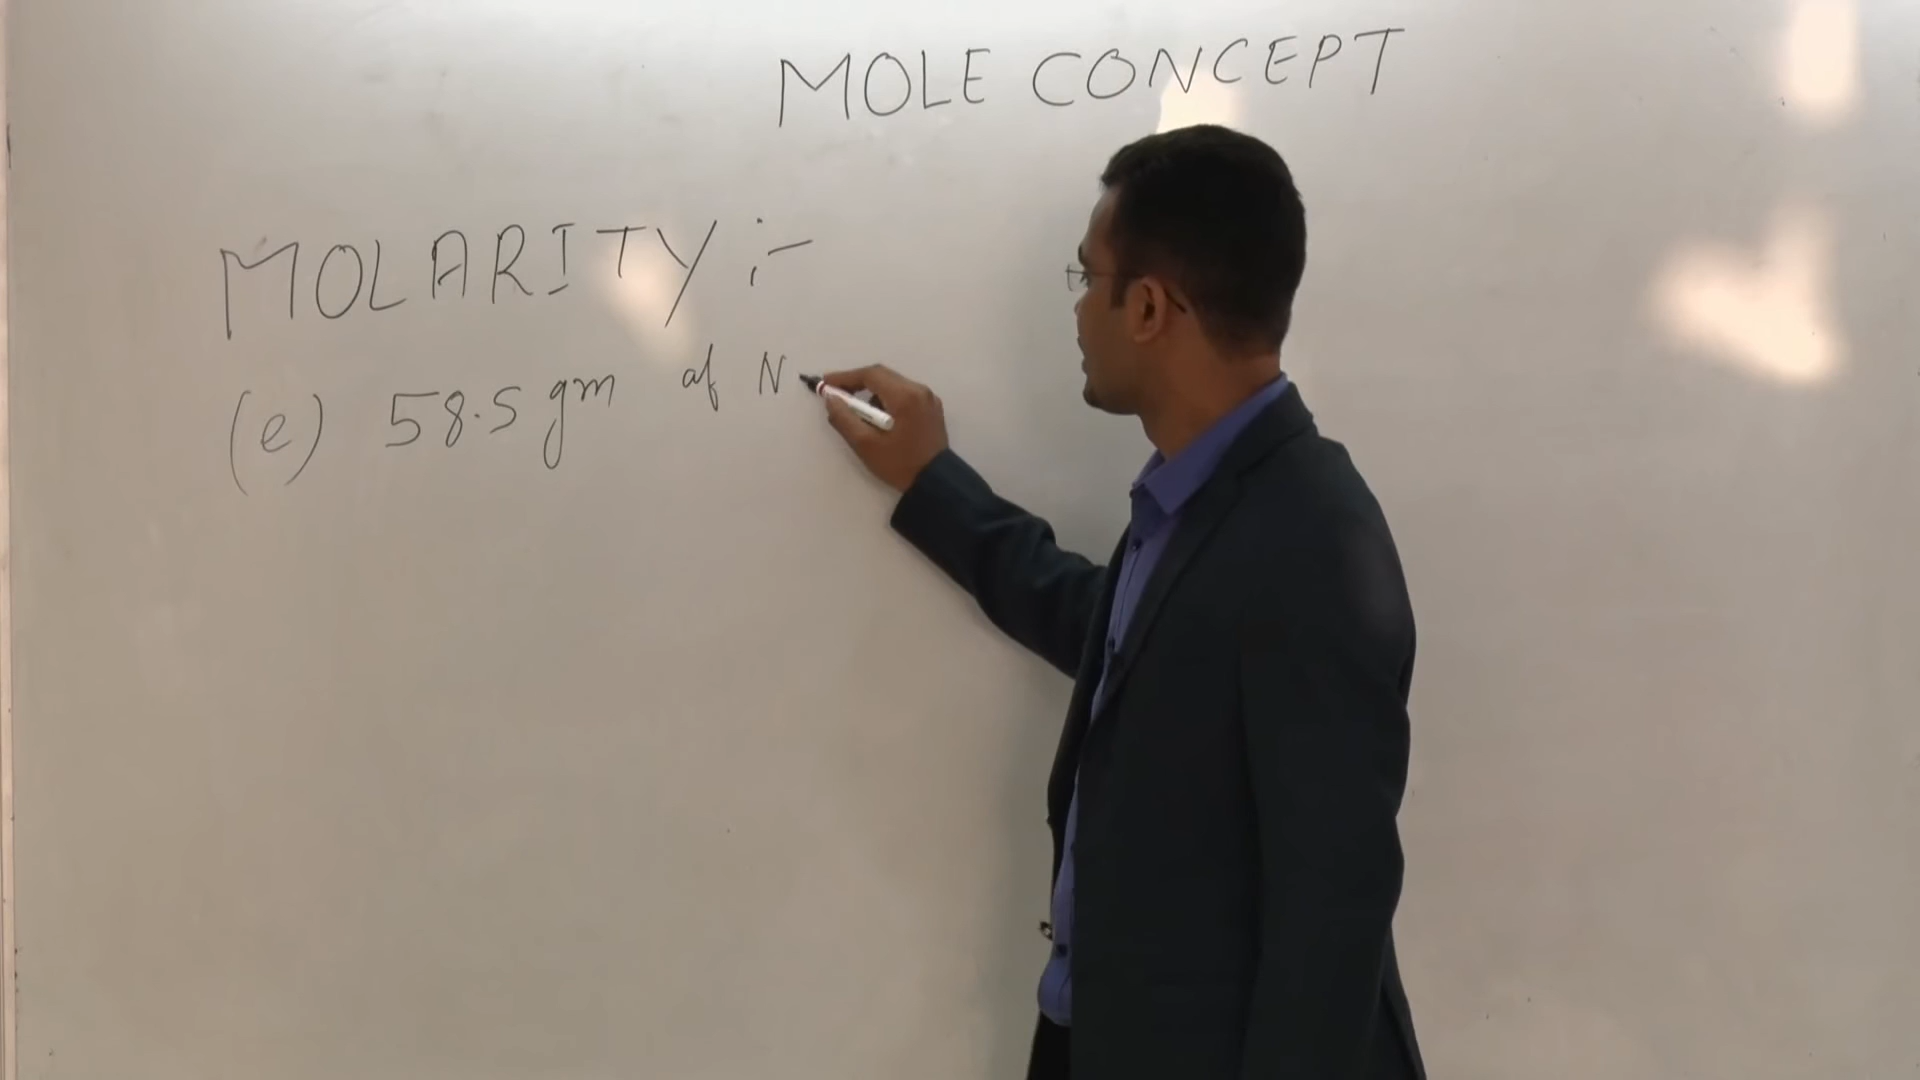 MOLE CONCEPT
MOLARITY :-
(e) 58.5 gm of N